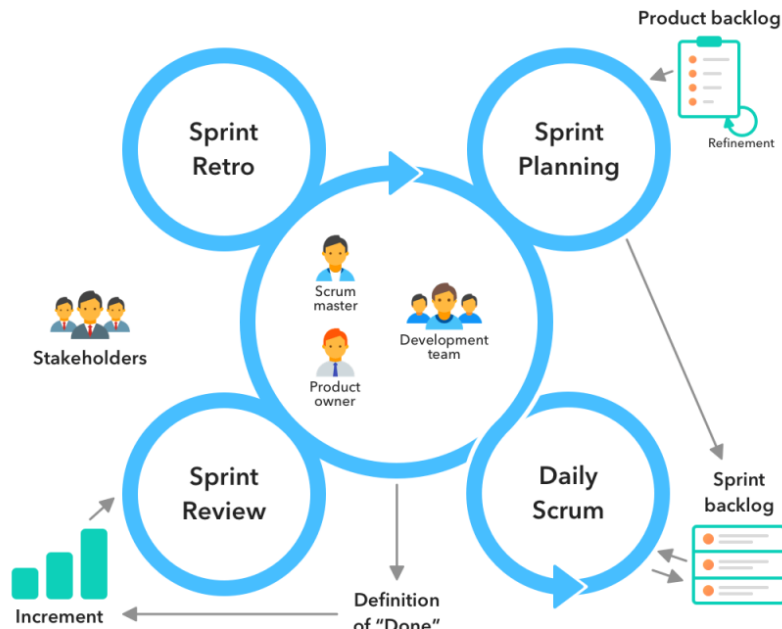 Product backlog
Refinement
Sprint
Retro
Sprint
Planning
Scrum
master
Development
team
Product
owner
Stakeholders
Sprint
Review
Daily
Scrum
Sprint
backlog
Increment
Definition
of “Done”